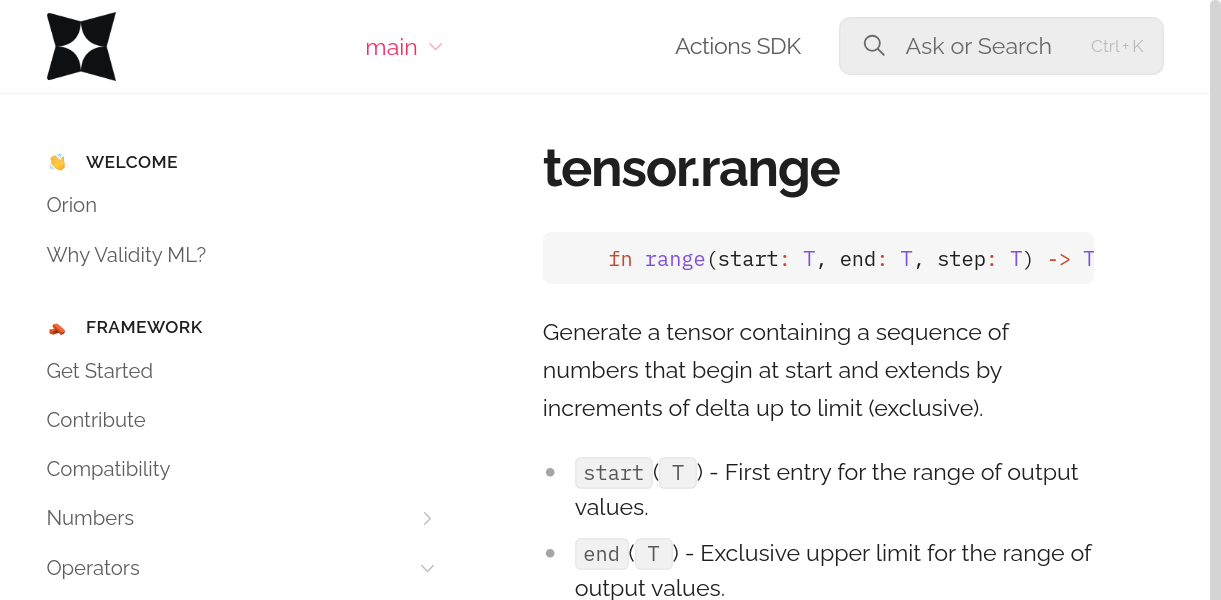 main
Actions SDK
Ask or Search
Ctrl+K
WELCOME
Orion
Why Validity ML?
FRAMEWORK
Get Started
Contribute
Compatibility
Numbers
Operators
tensor.range
fn range(start: T, end: T, step: T) -> T
Generate a tensor containing a sequence of
numbers that begin at start and extends by
increments of delta up to limit (exclusive).
start(T) - First entry for the range of output
values.
end(T) - Exclusive upper limit for the range of
output values.